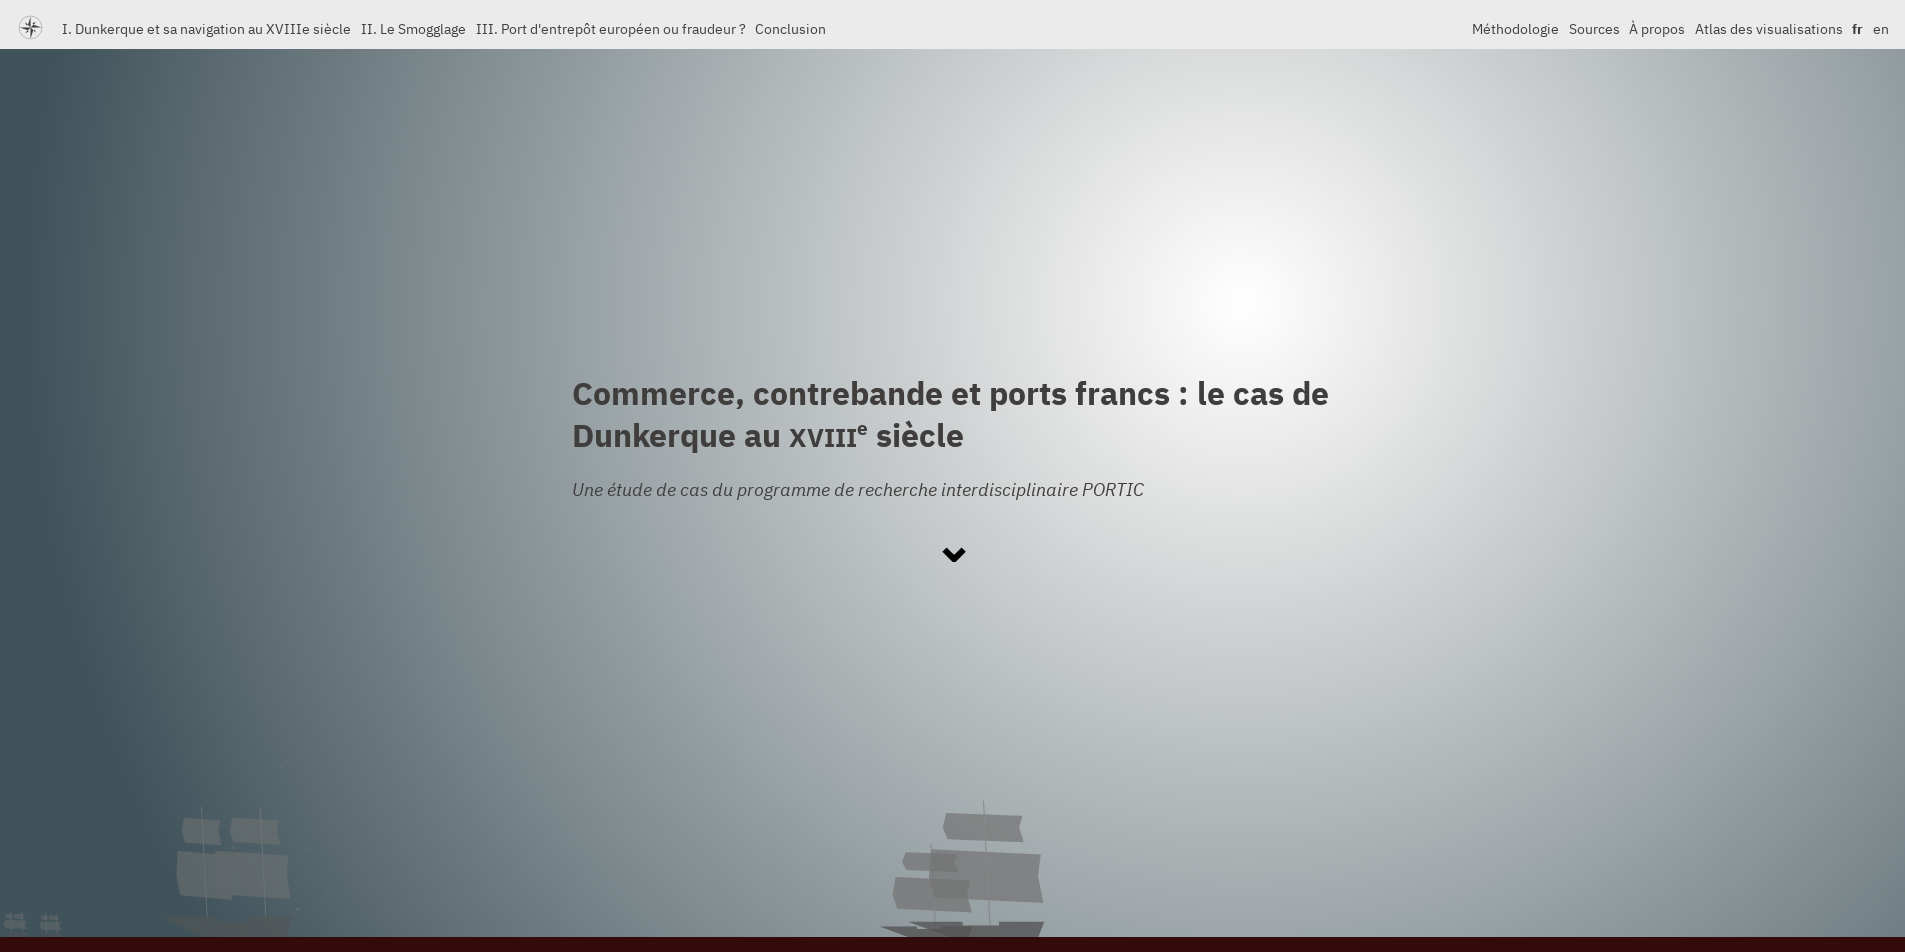 I. Dunkerque et sa navigation au XVIIIe siècle II. Le Smogglage III. Port d'entrepôt européen ou fraudeur ? Conclusion Méthodologie Sources À propos Atlas des visualisations fr en
Commerce, contrebande et ports francs : le cas de
Dunkerque au XVIIIe siècle
Une étude de cas du programme de recherche interdisciplinaire PORTIC